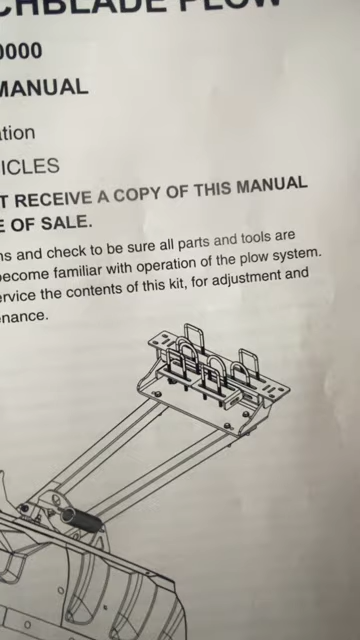 CHBLADE PLOW
0000
MANUAL
ation
ICLES
T RECEIVE A COPY OF THIS MANUAL
E OF SALE.
ns and check to be sure all parts and tools are
become familiar with operation of the plow system.
ervice the contents of this kit, for adjustment and
enance.